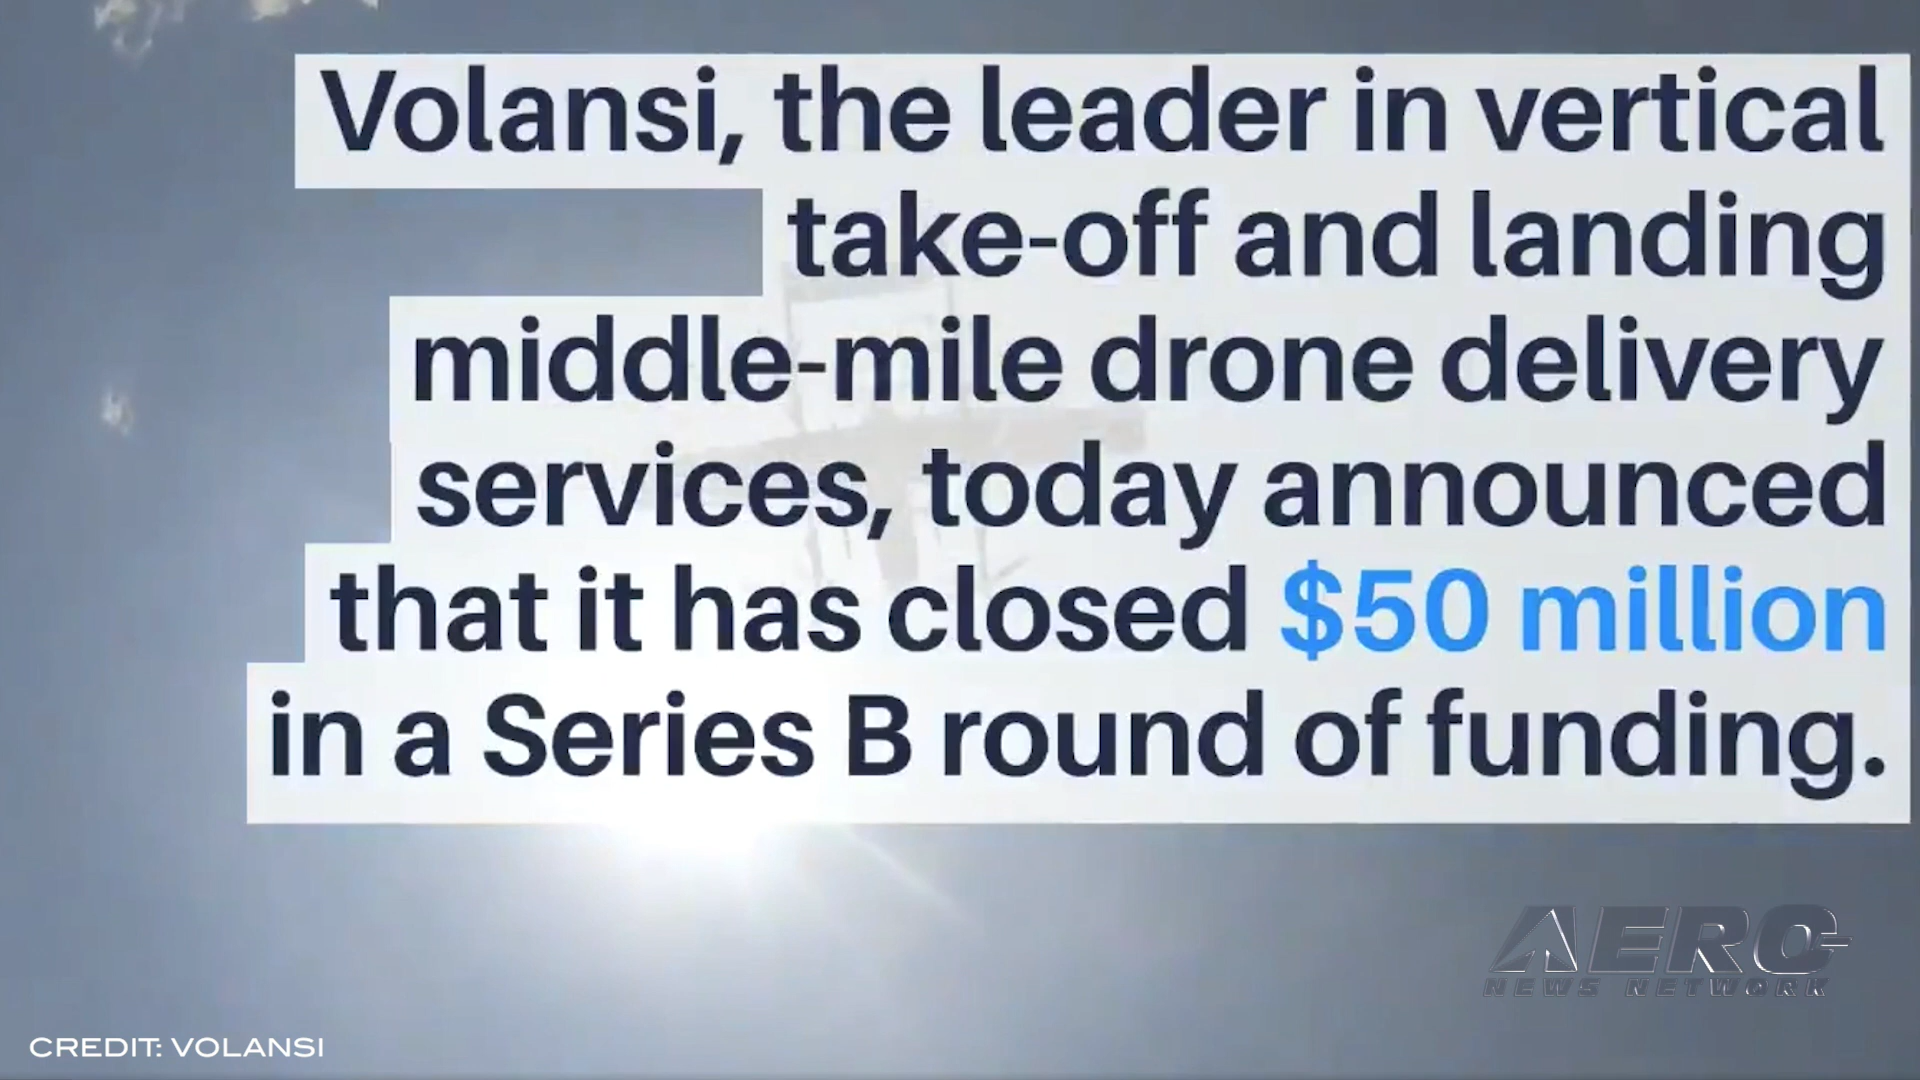 Volansi, the leader in vertical
take-off and landing
middle-mile drone delivery
services, today announced
that it has closed $50 million
in a Series B round of funding.
AERO
NEWS NETWORK
CREDIT: VOLANSI